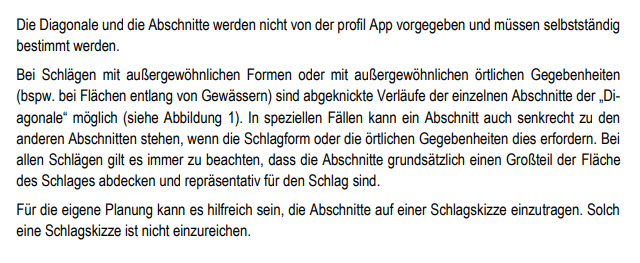 Die Diagonale und die Abschnitte werden nicht von der profil App vorgegeben und müssen selbstständig
bestimmt werden.
Bei Schlägen mit außergewöhnlichen Formen oder mit außergewöhnlichen örtlichen Gegebenheiten
(bspw. bei Flächen entlang von Gewässern) sind abgeknickte Verläufe der einzelnen Abschnitte der „Di-
agonale“ möglich (siehe Abbildung 1). In speziellen Fällen kann ein Abschnitt auch senkrecht zu den
anderen Abschnitten stehen, wenn die Schlagform oder die örtlichen Gegebenheiten dies erfordern. Bei
allen Schlägen gilt es immer zu beachten, dass die Abschnitte grundsätzlich einen Großteil der Fläche
des Schlages abdecken und repräsentativ für den Schlag sind.
Für die eigene Planung kann es hilfreich sein, die Abschnitte auf einer Schlagskizze einzutragen. Solch
eine Schlagskizze ist nicht einzureichen.